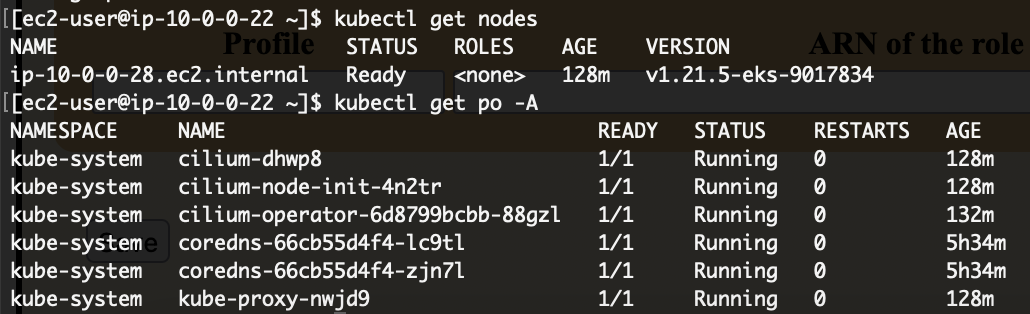 [[ec2-user@ip-10-0-0-22 ~]$ kubectl get nodes
NAME Profile STATUS ROLES AGE VERSION ARN of the role
ip-10-0-0-28.ec2.internal Ready <none> 128m v1.21.5-eks-9017834
[[ec2-user@ip-10-0-0-22 ~]$ kubectl get po -A
NAMESPACE NAME READY STATUS RESTARTS AGE
kube-system cilium-dhwp8 1/1 Running 0 128m
kube-system cilium-node-init-4n2tr 1/1 Running 0 128m
kube-system cilium-operator-6d8799bcbb-88gzl 1/1 Running 0 132m
kube-system coredns-66cb55d4f4-lc9tl 1/1 Running 0 5h34m
kube-system coredns-66cb55d4f4-zjn7l 1/1 Running 0 5h34m
kube-system kube-proxy-nwjd9 1/1 Running 0 128m